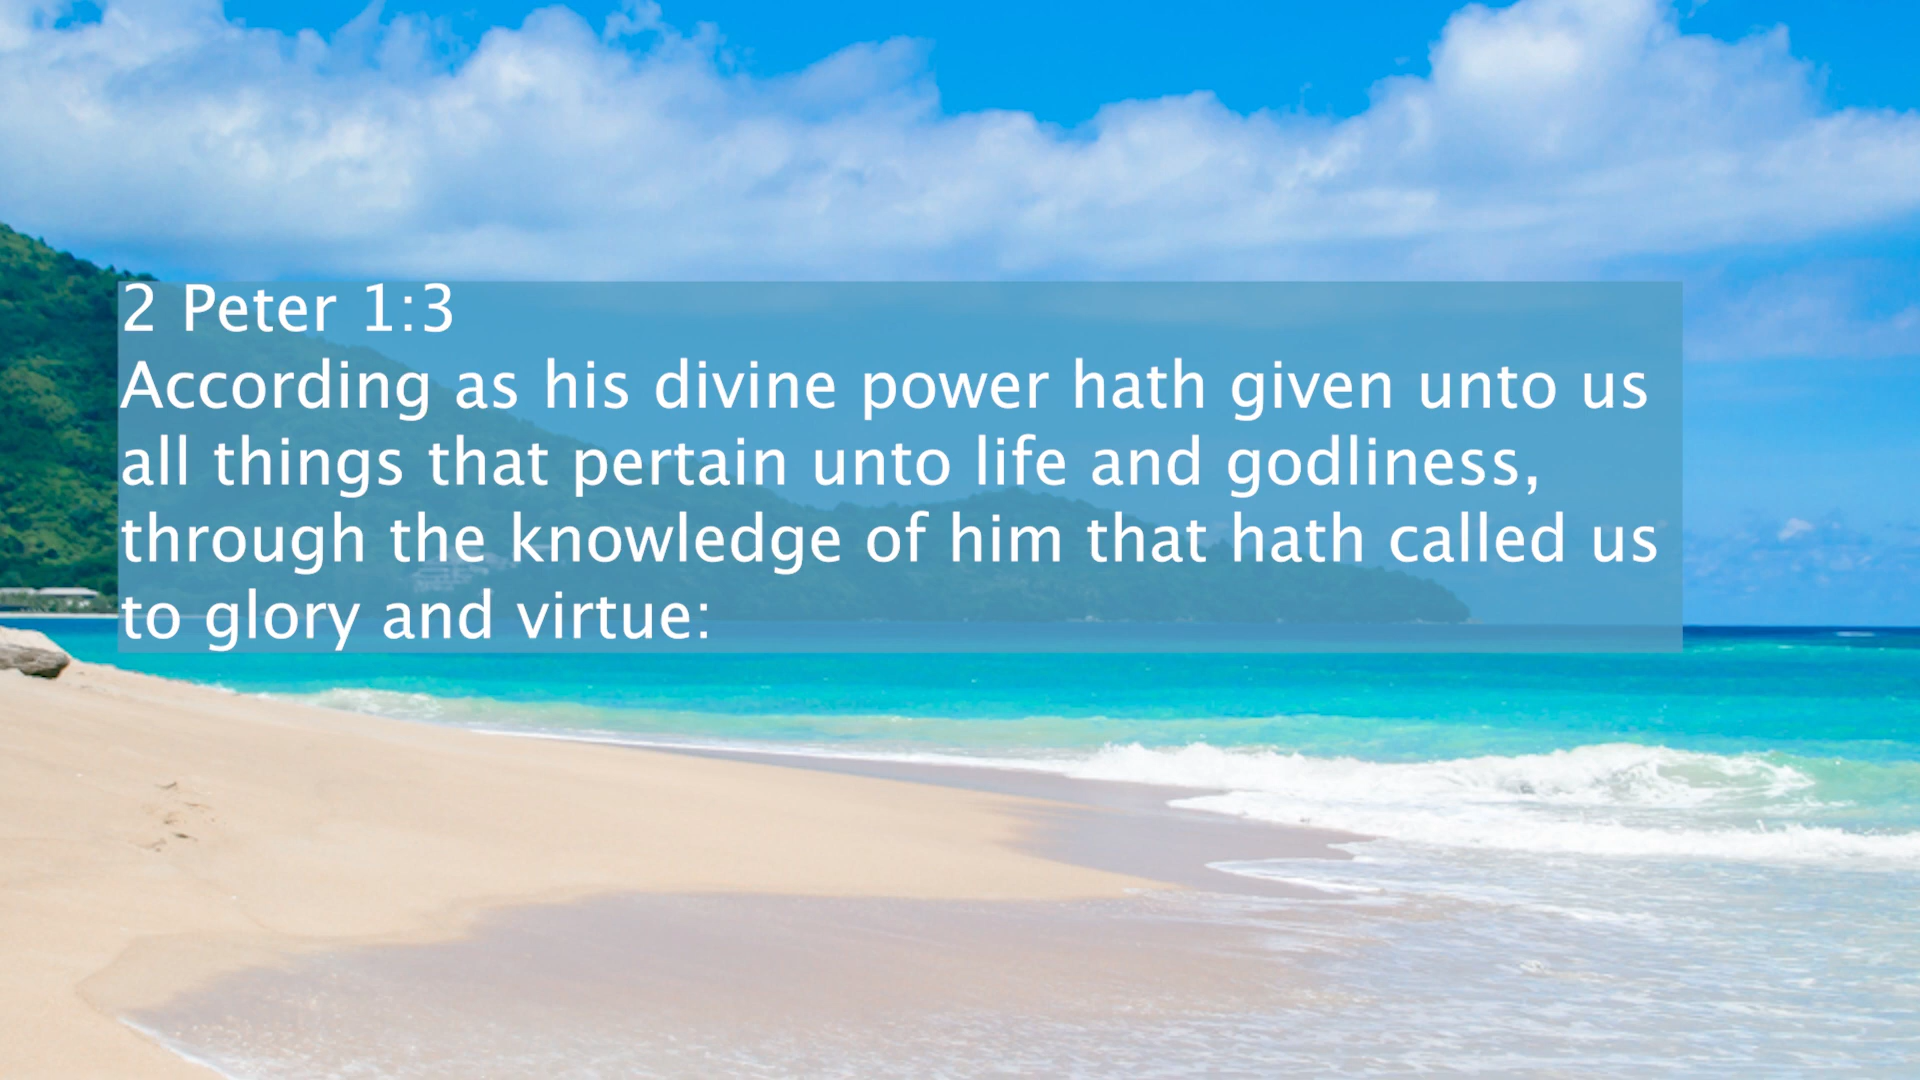 2 Peter 1:3
According as his divine power hath given unto us
all things that pertain unto life and godliness,
through the knowledge of him that hath called us
to glory and virtue: